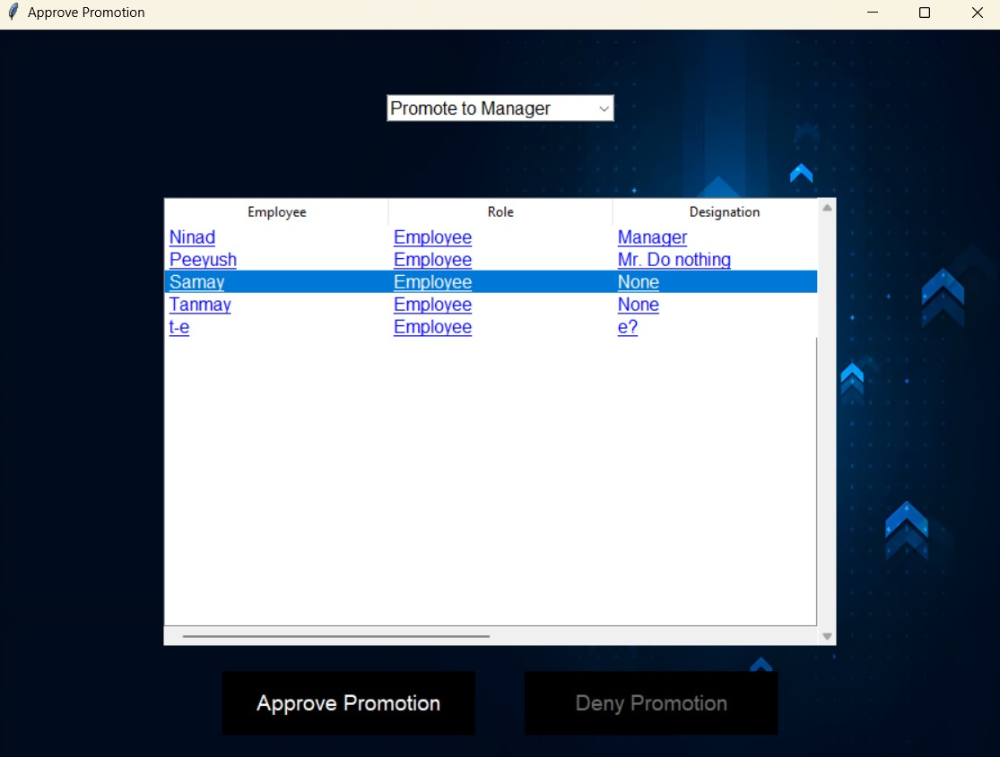 Approve Promotion
Promote to Manager
Employee Role Designation
Ninad Employee Manager
Peeyush Employee Mr. Do nothing
Samay Employee None
Tanmay Employee None
t-e Employee e?
Approve Promotion Deny Promotion